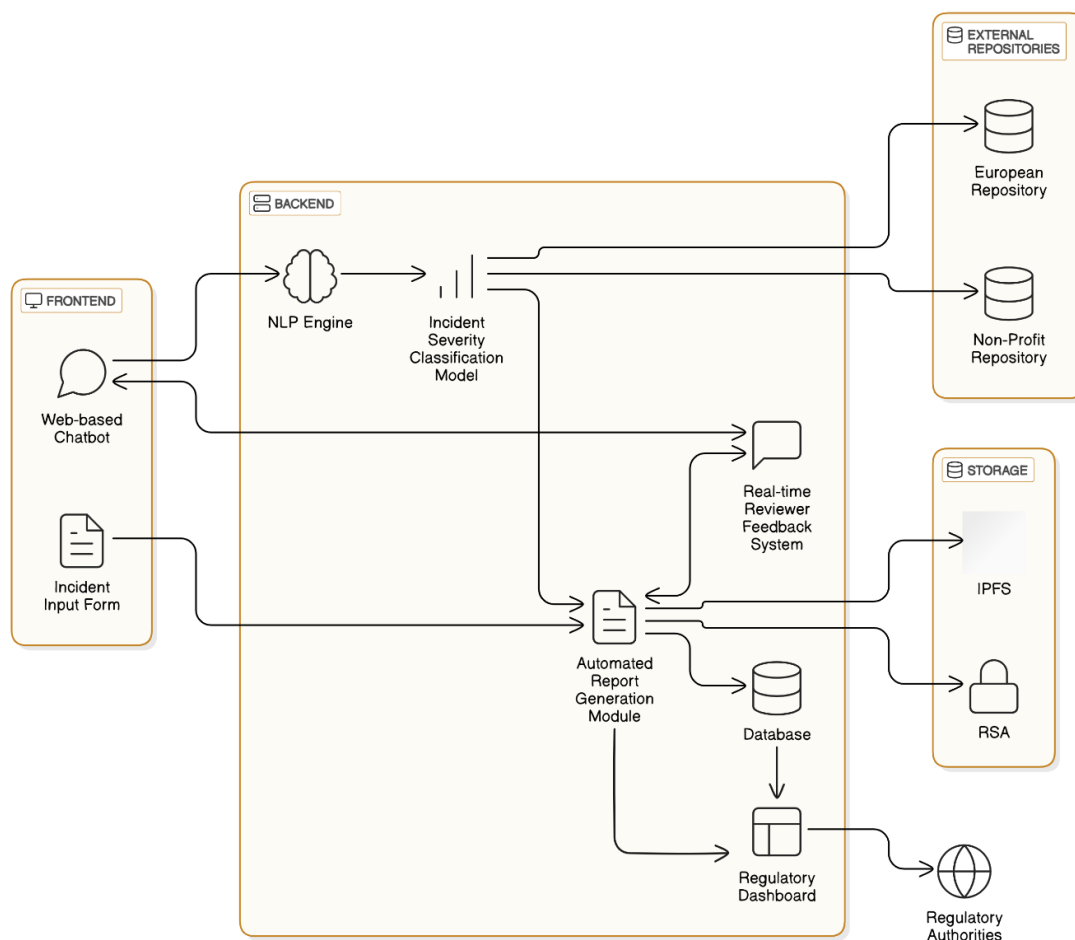 EXTERNAL
REPOSITORIES
European
Repository
BACKEND
FRONTEND
NLP Engine
Incident
Severity
Classification
Model
Non-Profit
Repository
Web-based
Chatbot
STORAGE
Real-time
Reviewer
Feedback
System
Incident
Input Form
IPFS
Automated
Report
Generation
Module
Database
RSA
Regulatory
Dashboard
Regulatory
Authorities